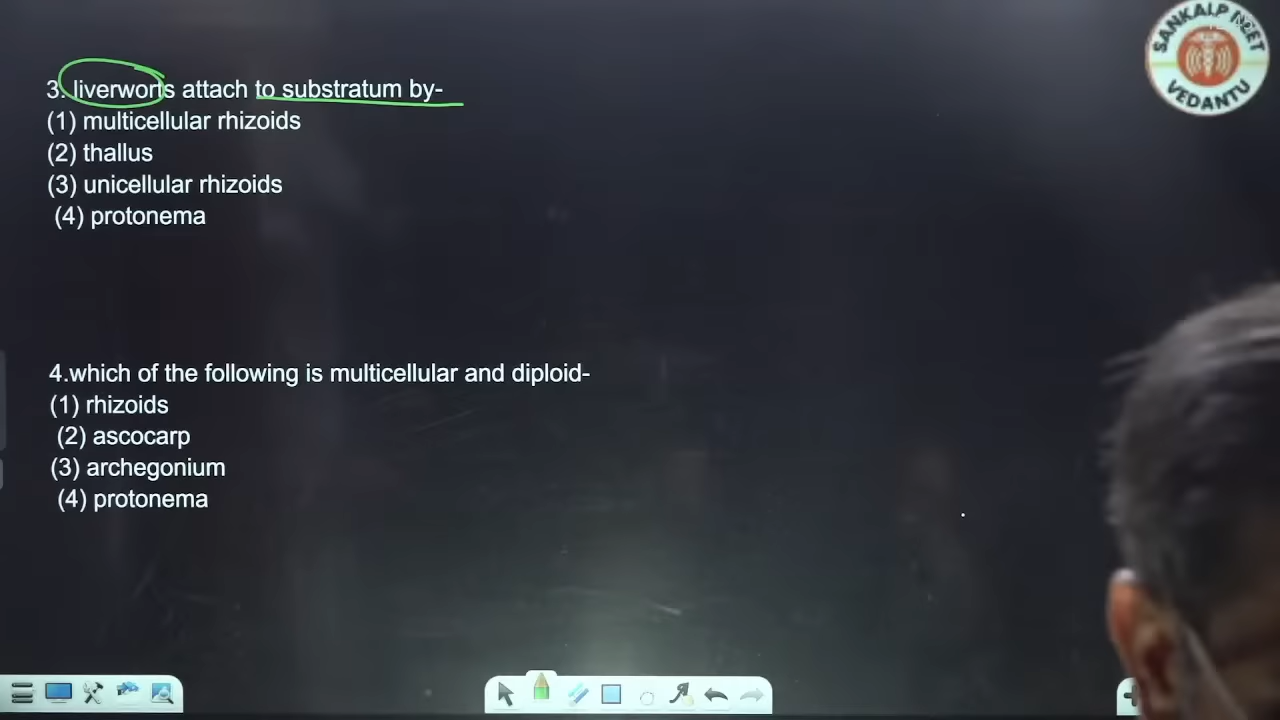 SANKALP NEET
VEDANTU
3. liverworts attach to substratum by-
(1) multicellular rhizoids
(2) thallus
(3) unicellular rhizoids
(4) protonema
4.which of the following is multicellular and diploid-
(1) rhizoids
(2) ascocarp
(3) archegonium
(4) protonema